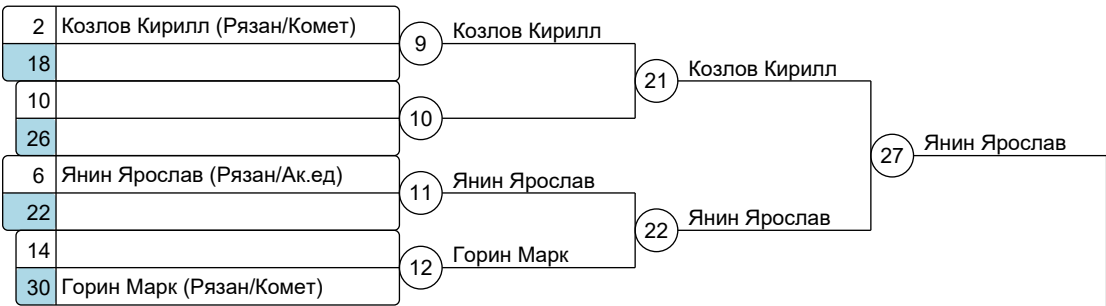 2 Козлов Кирилл (Рязан/Комет)
18
10
26
6 Янин Ярослав (Рязан/Ак.ед)
22
14
30 Горин Марк (Рязан/Комет)
9 Козлов Кирилл
10
11 Янин Ярослав
12 Горин Марк
21 Козлов Кирилл
22 Янин Ярослав
27 Янин Ярослав